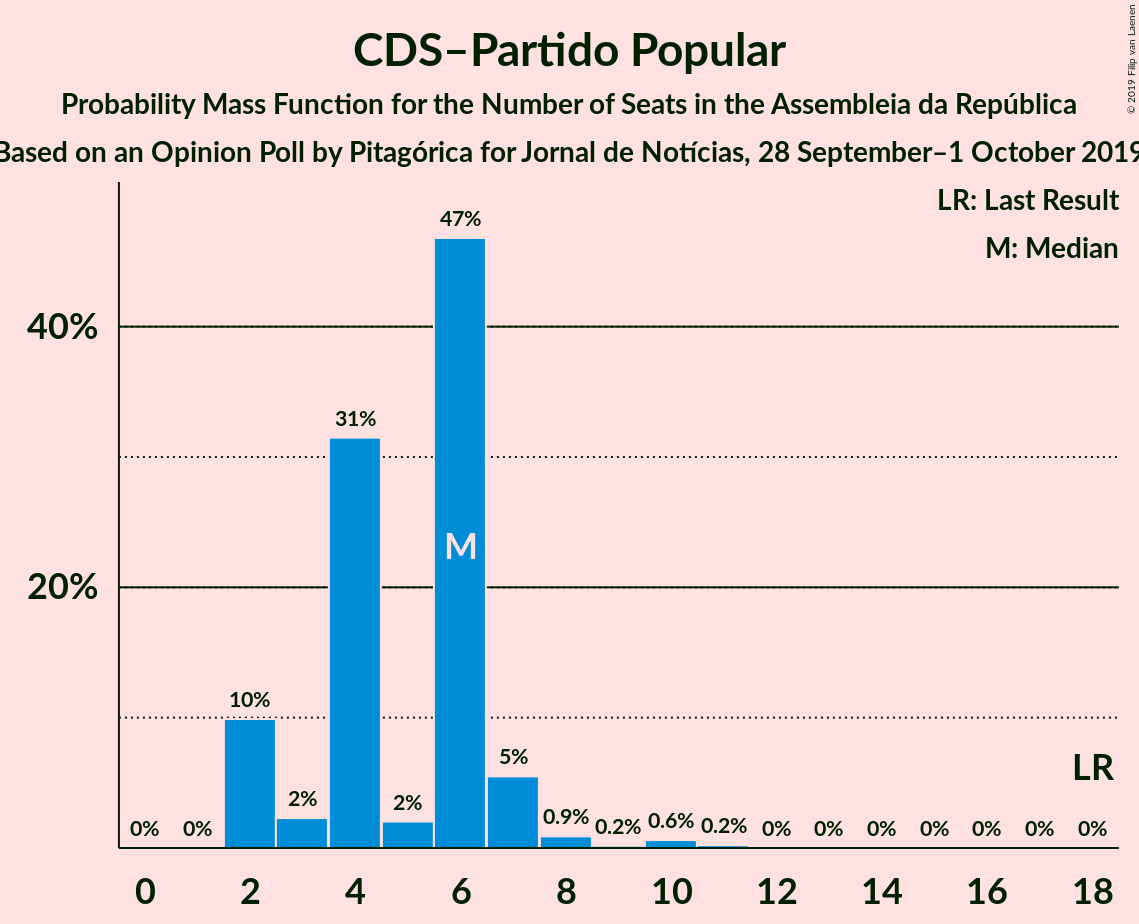 CDS–Partido Popular
Probability Mass Function for the Number of Seats in the Assembleia da República
Based on an Opinion Poll by Pitagórica for Jornal de Notícias, 28 September–1 October 2019
© 2019 Filip van Laenen
LR: Last Result
M: Median
40%
20%
0%
0%
10%
2%
31%
2%
47%
5%
0.9%
0.2%
0.6%
0.2%
0%
0%
0%
0%
0%
0%
0%
M
LR
0 2 4 6 8 10 12 14 16 18